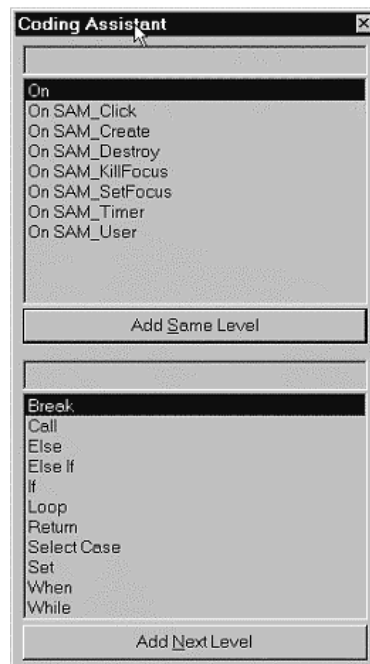 Coding Assistant
On
On SAM_Click
On SAM_Create
On SAM_Destroy
On SAM_KillFocus
On SAM_SetFocus
On SAM_Timer
On SAM_User
Add Same Level
Break
Call
Else
Else If
If
Loop
Return
Select Case
Set
When
While
Add Next Level